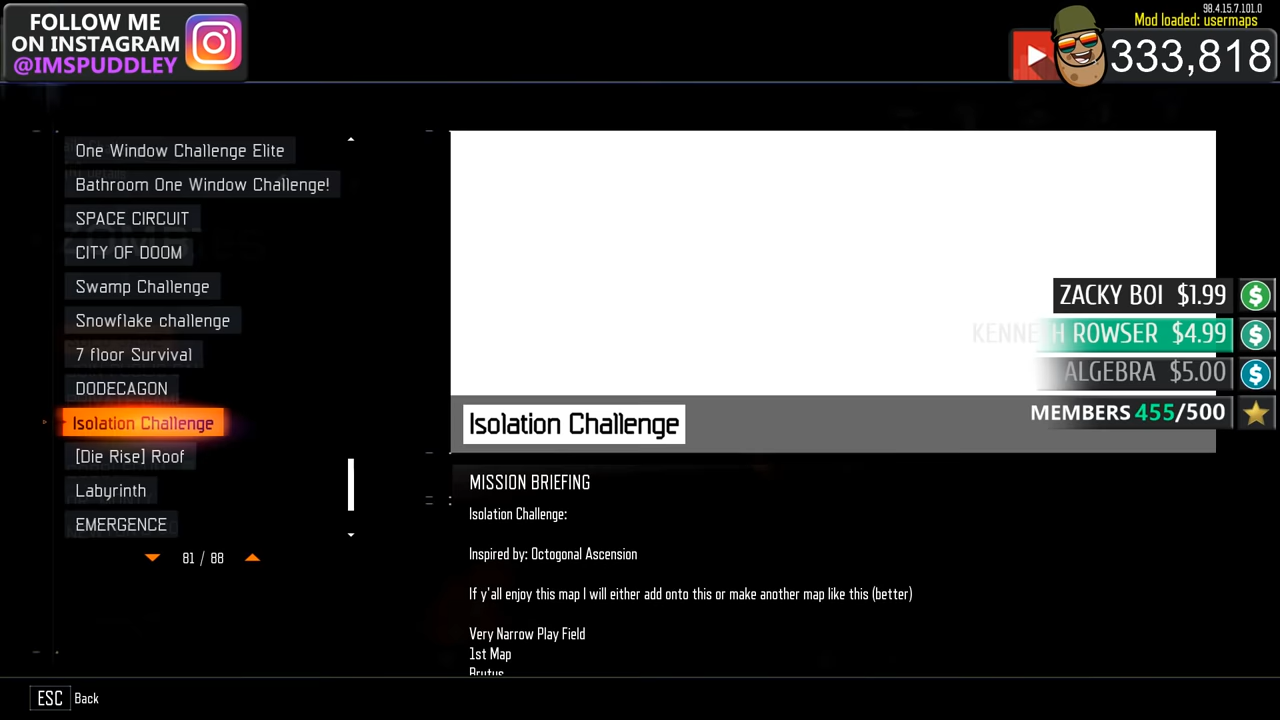 FOLLOW ME
ON INSTAGRAM
@IMSPUDDLEY
98.4.15.7.101.0
Mod loaded: usermaps
333,818
One Window Challenge Elite
Bathroom One Window Challenge!
SPACE CIRCUIT
CITY OF DOOM
Swamp Challenge
Snowflake challenge
7 floor Survival
DODECAGON
Isolation Challenge
[Die Rise] Roof
Labyrinth
EMERGENCE
81 / 88
ZACKY BOI $1.99
KENNETH ROWSER $4.99
ALGEBRA $5.00
MEMBERS 455/500
Isolation Challenge
MISSION BRIEFING
Isolation Challenge:
Inspired by: Octogonal Ascension
If y'all enjoy this map I will either add onto this or make another map like this (better)
Very Narrow Play Field
1st Map
Brutus
ESC Back